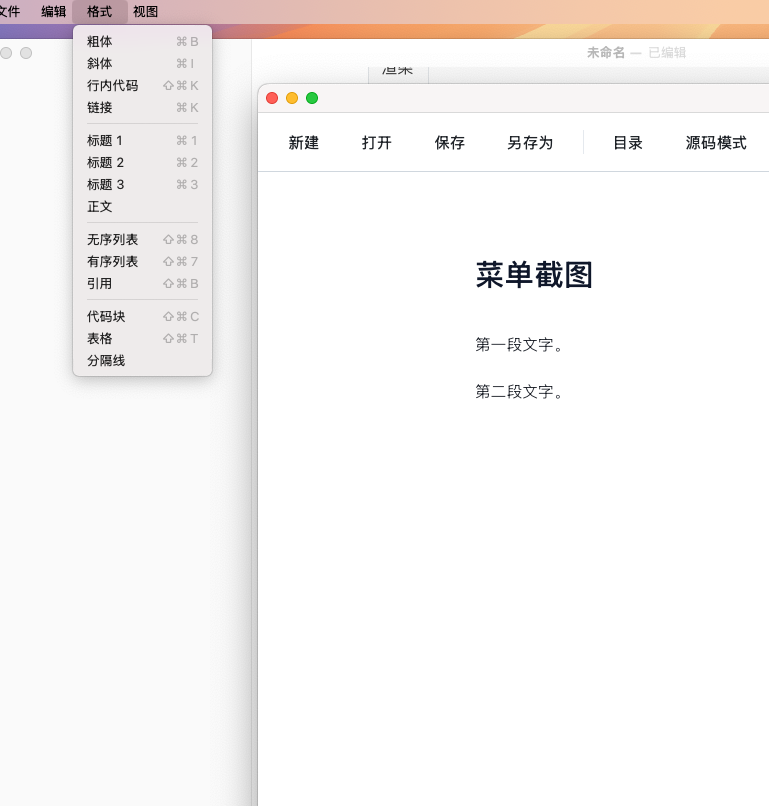 文件 编辑 格式 视图
粗体 ⌘B
斜体 ⌘I
行内代码 ⇧⌘K
链接 ⌘K
标题 1 ⌘1
标题 2 ⌘2
标题 3 ⌘3
正文
无序列表 ⇧⌘8
有序列表 ⇧⌘7
引用 ⇧⌘B
代码块 ⇧⌘C
表格 ⇧⌘T
分隔线
未命名 — 已编辑
渲染
新建 打开 保存 另存为 目录 源码模式
菜单截图
第一段文字。
第二段文字。